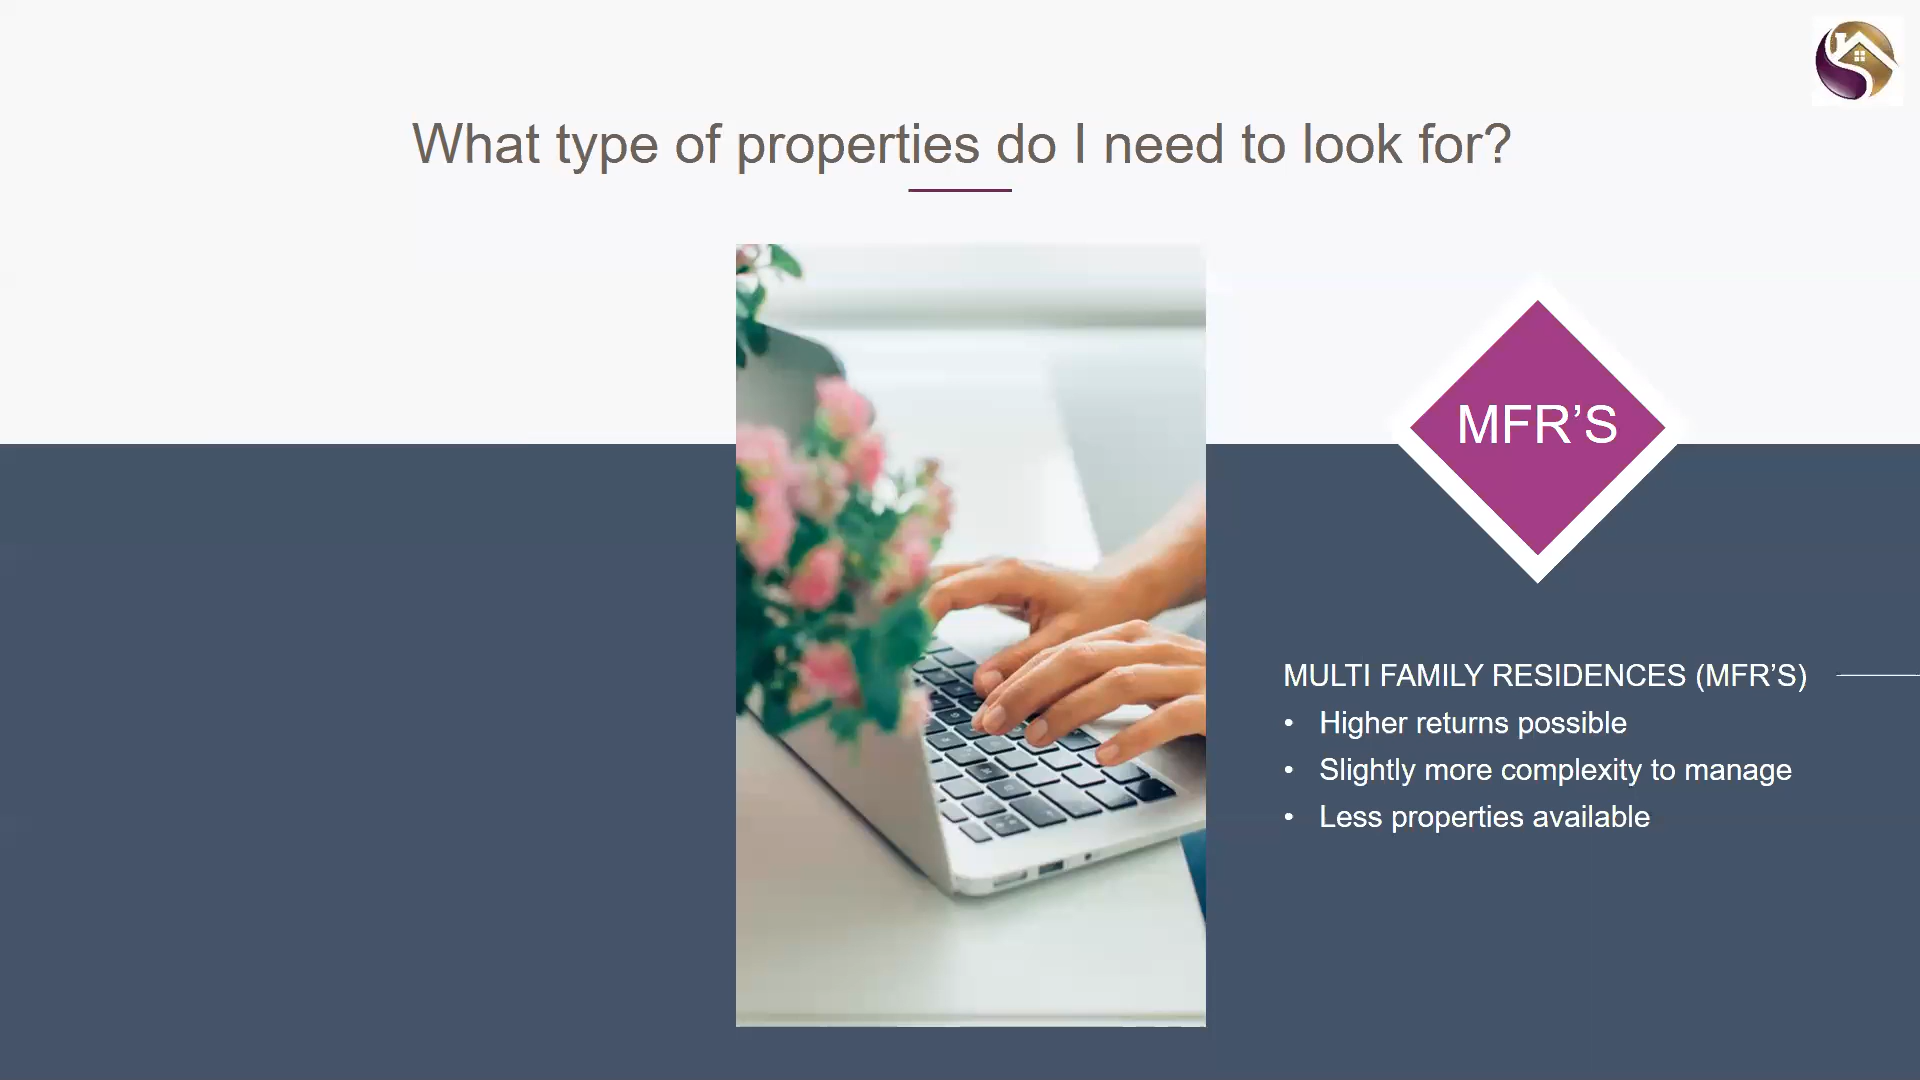 What type of properties do I need to look for?
MFR’S
MULTI FAMILY RESIDENCES (MFR’S)
• Higher returns possible
• Slightly more complexity to manage
• Less properties available